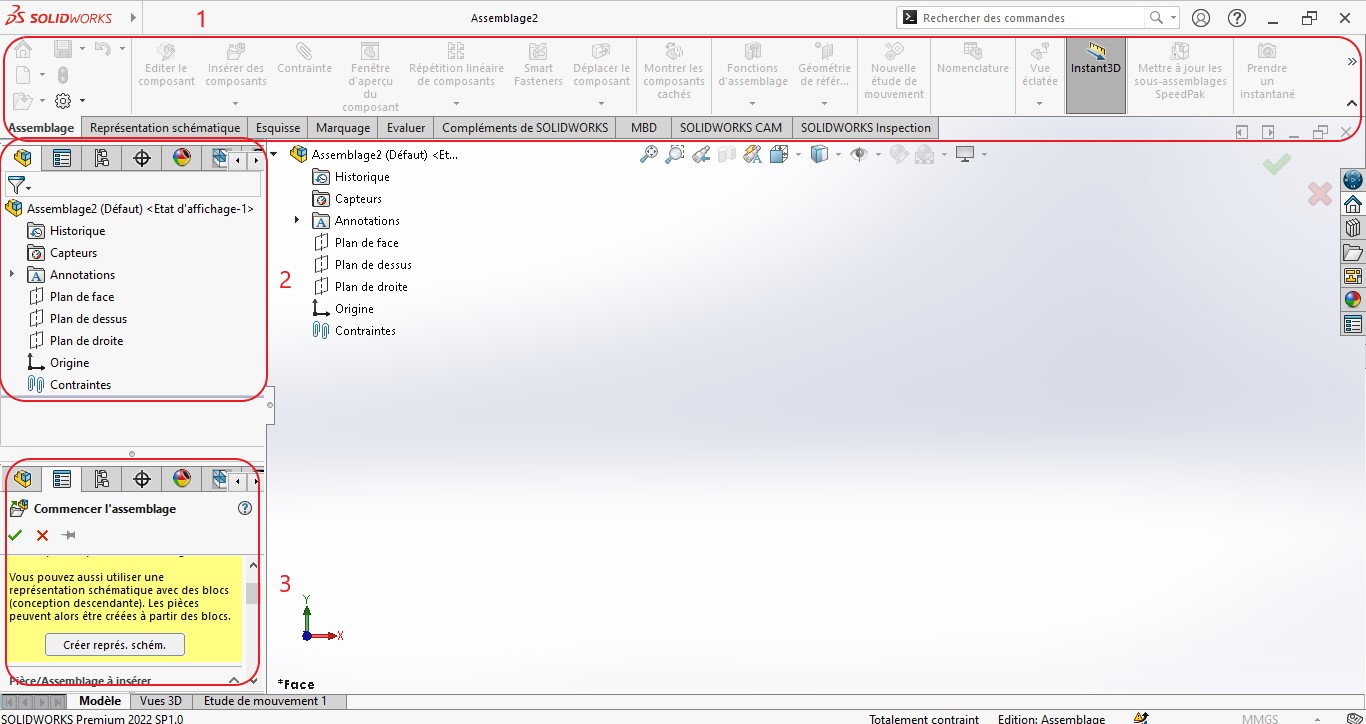 SOLIDWORKS
1
Assemblage2
Rechercher des commandes
Editer le
composant
Insérer des
composants
Contrainte
Fenêtre
d'aperçu
du
composant
Répétition linéaire
de composants
Smart
Fasteners
Déplacer le
composant
Montrer les
composants
cachés
Fonctions
d'assemblage
Géométrie
de référ...
Nouvelle
étude de
mouvement
Nomenclature
Vue
éclatée
Instant3D
Mettre à jour les
sous-assemblages
SpeedPak
Prendre
un
instantané
Assemblage
Représentation schématique
Esquisse
Marquage
Evaluer
Compléments de SOLIDWORKS
MBD
SOLIDWORKS CAM
SOLIDWORKS Inspection
Assemblage2 (Défaut) <Etat d'affichage-1>
Historique
Capteurs
Annotations
Plan de face
Plan de dessus
Plan de droite
Origine
Contraintes
2
Assemblage2 (Défaut) <Et...
Historique
Capteurs
Annotations
Plan de face
Plan de dessus
Plan de droite
Origine
Contraintes
Commencer l'assemblage
Vous pouvez aussi utiliser une
représentation schématique avec des blocs
(conception descendante). Les pièces
peuvent alors être créées à partir des blocs.
Créer représ. schém.
Pièce/Assemblage à insérer
3
Y
X
*Face
Modèle
Vues 3D
Etude de mouvement 1
SOLIDWORKS Premium 2022 SP1.0
Totalement contraint
Edition: Assemblage
MMGS